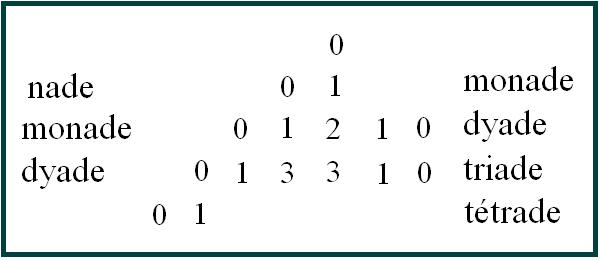 0
nade 0 1 monade
monade 0 1 2 1 0 dyade
dyade 0 1 3 3 1 0 triade
0 1 tétrade